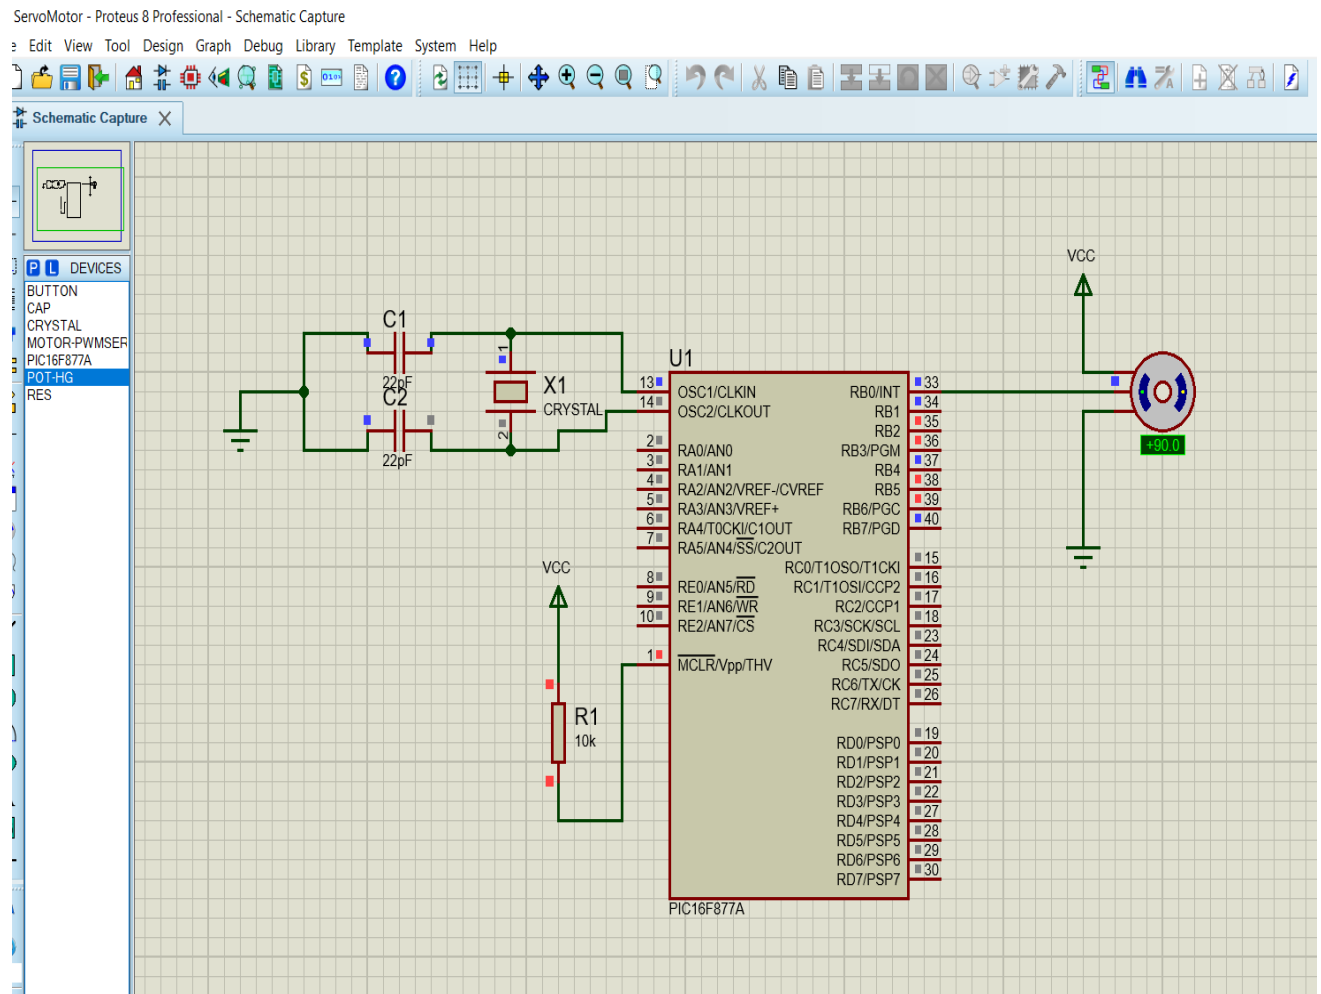 ServoMotor - Proteus 8 Professional - Schematic Capture
e Edit View Tool Design Graph Debug Library Template System Help
$ 0101 ?
Schematic Capture
P L DEVICES
BUTTON
CAP
CRYSTAL
MOTOR-PWMSER
PIC16F877A
POT-HG
RES
C1
22pF
C2
22pF
1
X1
CRYSTAL
2
U1
13 OSC1/CLKIN
14 OSC2/CLKOUT
2 RA0/AN0
3 RA1/AN1
4 RA2/AN2/VREF-/CVREF
5 RA3/AN3/VREF+
6 RA4/T0CKI/C1OUT
7 RA5/AN4/SS/C2OUT
8 RE0/AN5/RD
9 RE1/AN6/WR
10 RE2/AN7/CS
1 MCLR/Vpp/THV
RB0/INT 33
RB1 34
RB2 35
RB3/PGM 36
RB4 37
RB5 38
RB6/PGC 39
RB7/PGD 40
RC0/T1OSO/T1CKI 15
RC1/T1OSI/CCP2 16
RC2/CCP1 17
RC3/SCK/SCL 18
RC4/SDI/SDA 23
RC5/SDO 24
RC6/TX/CK 25
RC7/RX/DT 26
RD0/PSP0 19
RD1/PSP1 20
RD2/PSP2 21
RD3/PSP3 22
RD4/PSP4 27
RD5/PSP5 28
RD6/PSP6 29
RD7/PSP7 30
PIC16F877A
VCC
R1
10k
VCC
+90.0